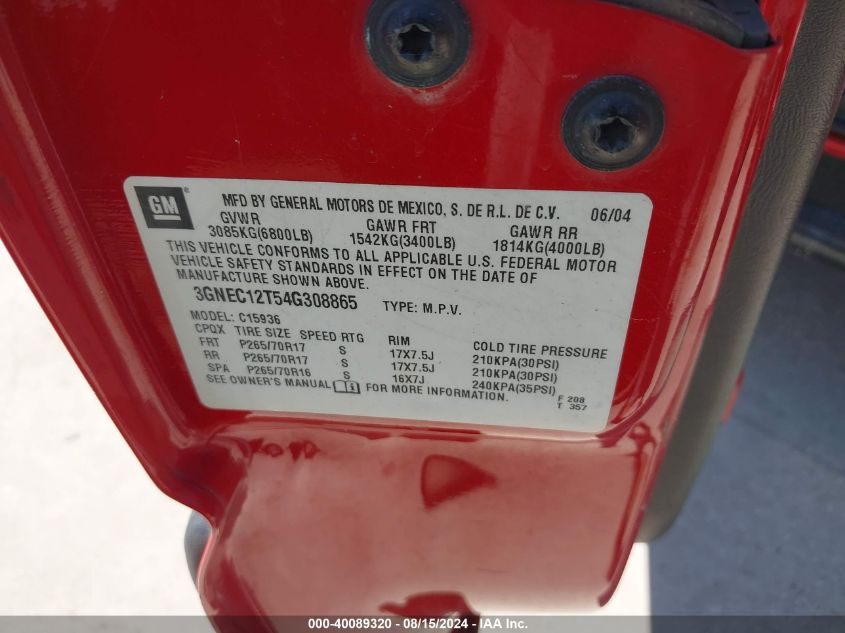 GM ®
MFD BY GENERAL MOTORS DE MEXICO, S. DE R.L. DE C.V. 06/04
GVWR GAWR FRT GAWR RR
3085KG(6800LB) 1542KG(3400LB) 1814KG(4000LB)
THIS VEHICLE CONFORMS TO ALL APPLICABLE U.S. FEDERAL MOTOR
VEHICLE SAFETY STANDARDS IN EFFECT ON THE DATE OF
MANUFACTURE SHOWN ABOVE.
3GNEC12T54G308865 TYPE: M.P.V.
MODEL: C15936
CPQX TIRE SIZE SPEED RTG RIM COLD TIRE PRESSURE
FRT P265/70R17 S 17X7.5J 210KPA(30PSI)
RR P265/70R17 S 17X7.5J 210KPA(30PSI)
SPA P265/70R16 S 16X7J 240KPA(35PSI)
SEE OWNER'S MANUAL FOR MORE INFORMATION.
F 208
T 357
000-40089320 - 08/15/2024 - IAA Inc.